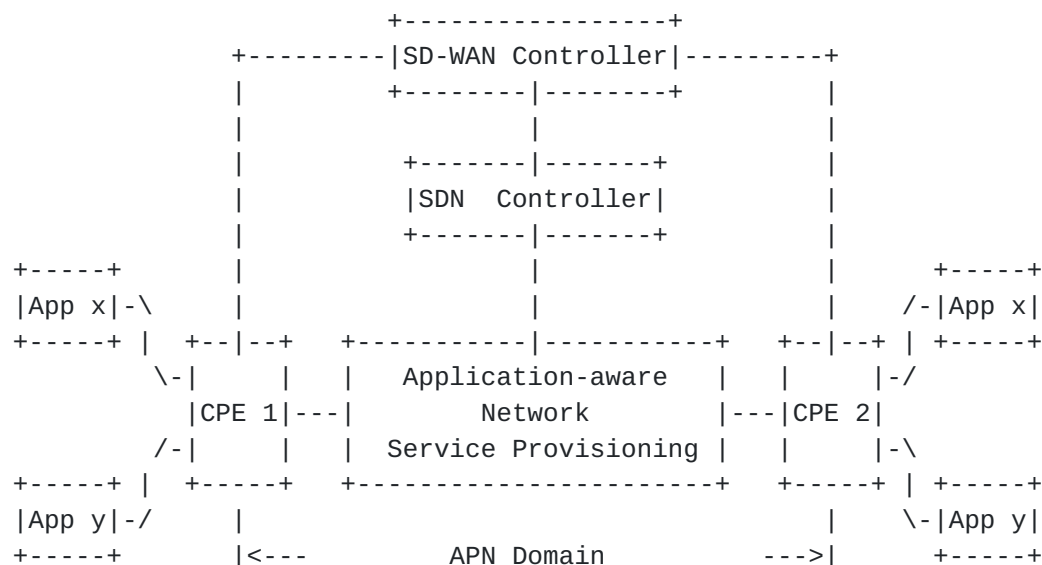 SD-WAN Controller
SDN  Controller
App x App x
Application-aware
CPE 1 Network CPE 2
Service Provisioning
App y App y
<--- APN Domain --->